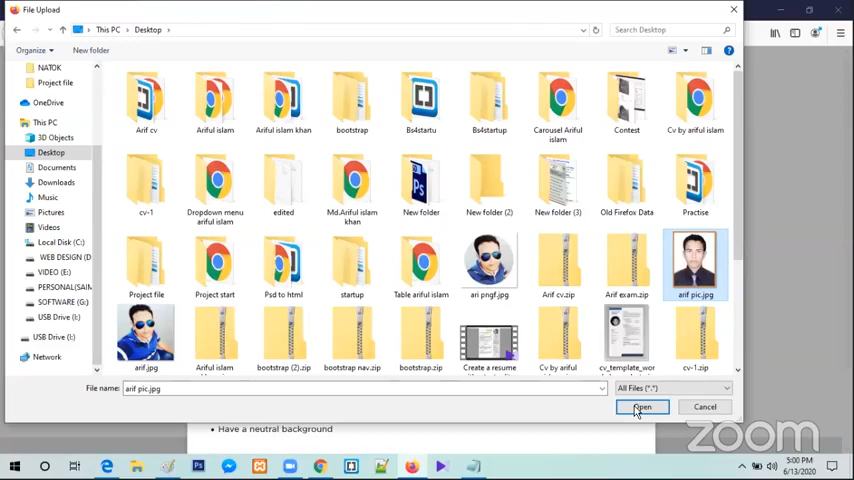 File Upload
This PC
Desktop
Search Desktop
Organize
New folder
NATOK
Project file
OneDrive
This PC
3D Objects
Desktop
Documents
Downloads
Music
Pictures
Videos
Local Disk (C:)
WEB DESIGN (D
VIDEO (E:)
PERSONAL(SAIM
SOFTWARE (G:)
USB Drive (I:)
USB Drive (I:)
Network
Arif cv
Ariful islam
Ariful islam khan
bootstrap
Bs4startu
Bs4startup
Carousel Ariful
islam
Contest
Cv by ariful islam
cv-1
Dropdown menu
ariful islam
edited
Md.Ariful islam
khan
New folder
New folder (2)
New folder (3)
Old Firefox Data
Practise
Project file
Project start
Psd to html
startup
Table ariful islam
ari pngf.jpg
Arif cv.zip
Arif exam.zip
arif pic.jpg
arif.jpg
Ariful islam
bootstrap (2).zip
bootstrap nav.zip
bootstrap.zip
Create a resume
Cv by ariful
cv_template_wor
cv-1.zip
File name:
arif pic.jpg
All Files (*.*)
Open
Cancel
• Have a neutral background
zoom
5:00 PM
6/13/2020